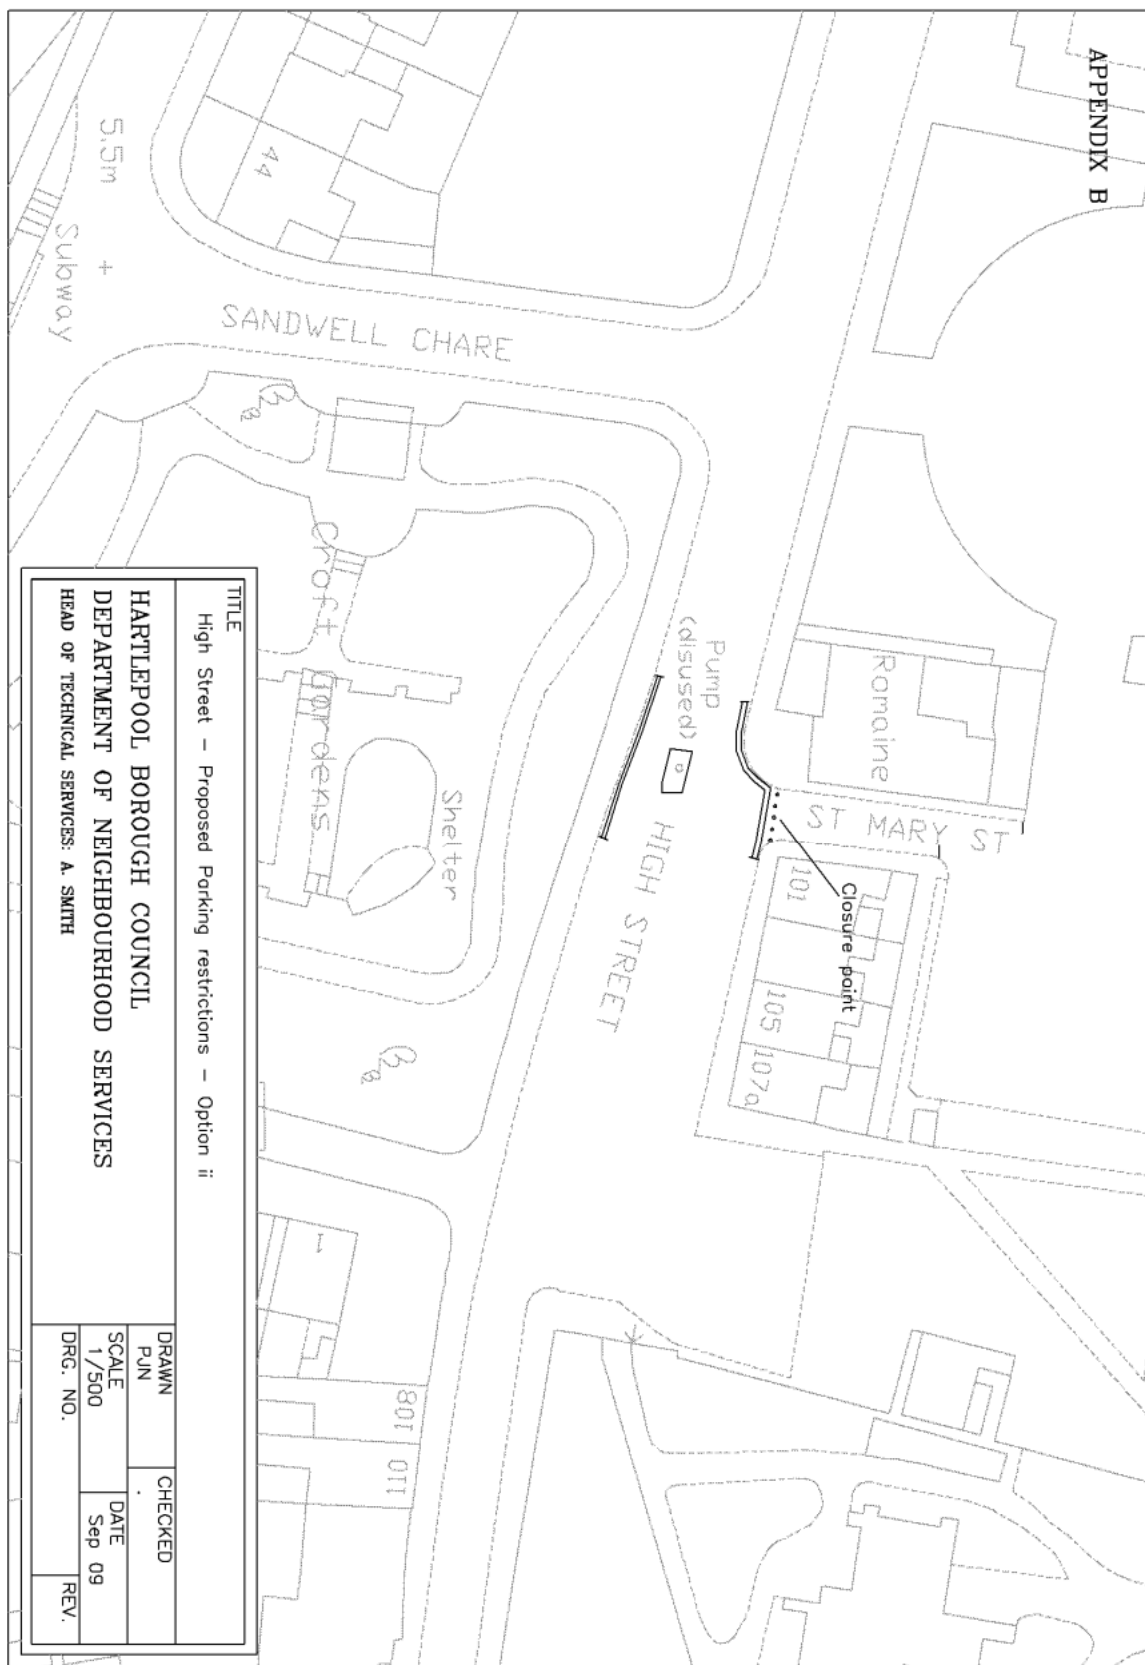 APPENDIX B
44
5.5m
+
Subway
SANDWELL CHARE
Romaine
Pump
(disused)
ST MARY ST
Closure point
HIGH STREET
101
105
107a
Croft
Gardens
Shelter
1
108
110
TITLE
High Street - Proposed Parking restrictions - Option ii
HARTLEPOOL BOROUGH COUNCIL
DEPARTMENT OF NEIGHBOURHOOD SERVICES
HEAD OF TECHNICAL SERVICES: A. SMITH
DRAWN
PJN
CHECKED
.
SCALE
1/500
DATE
Sep 09
DRG. NO.
REV.